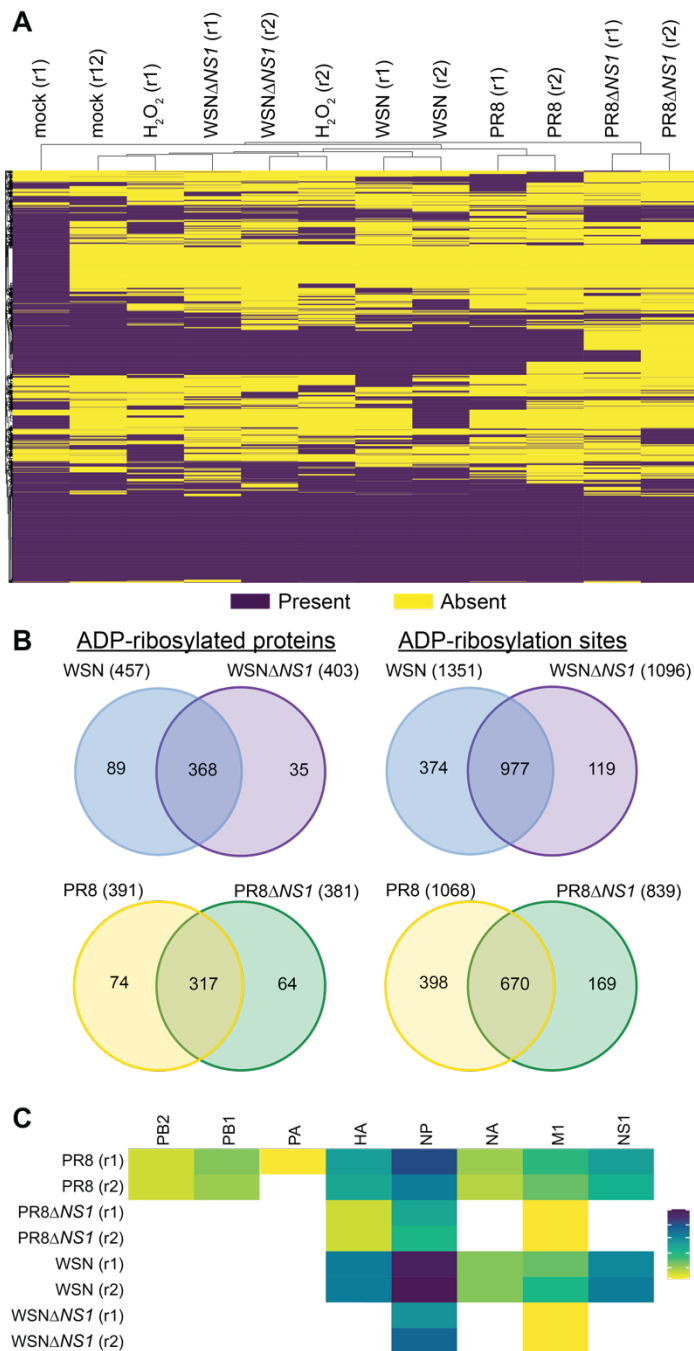 A
mock (r1)
mock (r12)
H₂O₂ (r1)
WSNΔNS1 (r1)
WSNΔNS1 (r2)
H₂O₂ (r2)
WSN (r1)
WSN (r2)
PR8 (r1)
PR8 (r2)
PR8ΔNS1 (r1)
PR8ΔNS1 (r2)
Present Absent
B
ADP-ribosylated proteins ADP-ribosylation sites
WSN (457) WSNΔNS1 (403) WSN (1351) WSNΔNS1 (1096)
89 368 35 374 977 119
PR8 (391) PR8ΔNS1 (381) PR8 (1068) PR8ΔNS1 (839)
74 317 64 398 670 169
C
PB2 PB1 PA HA NP NA M1 NS1
PR8 (r1)
PR8 (r2)
PR8ΔNS1 (r1)
PR8ΔNS1 (r2)
WSN (r1)
WSN (r2)
WSNΔNS1 (r1)
WSNΔNS1 (r2)